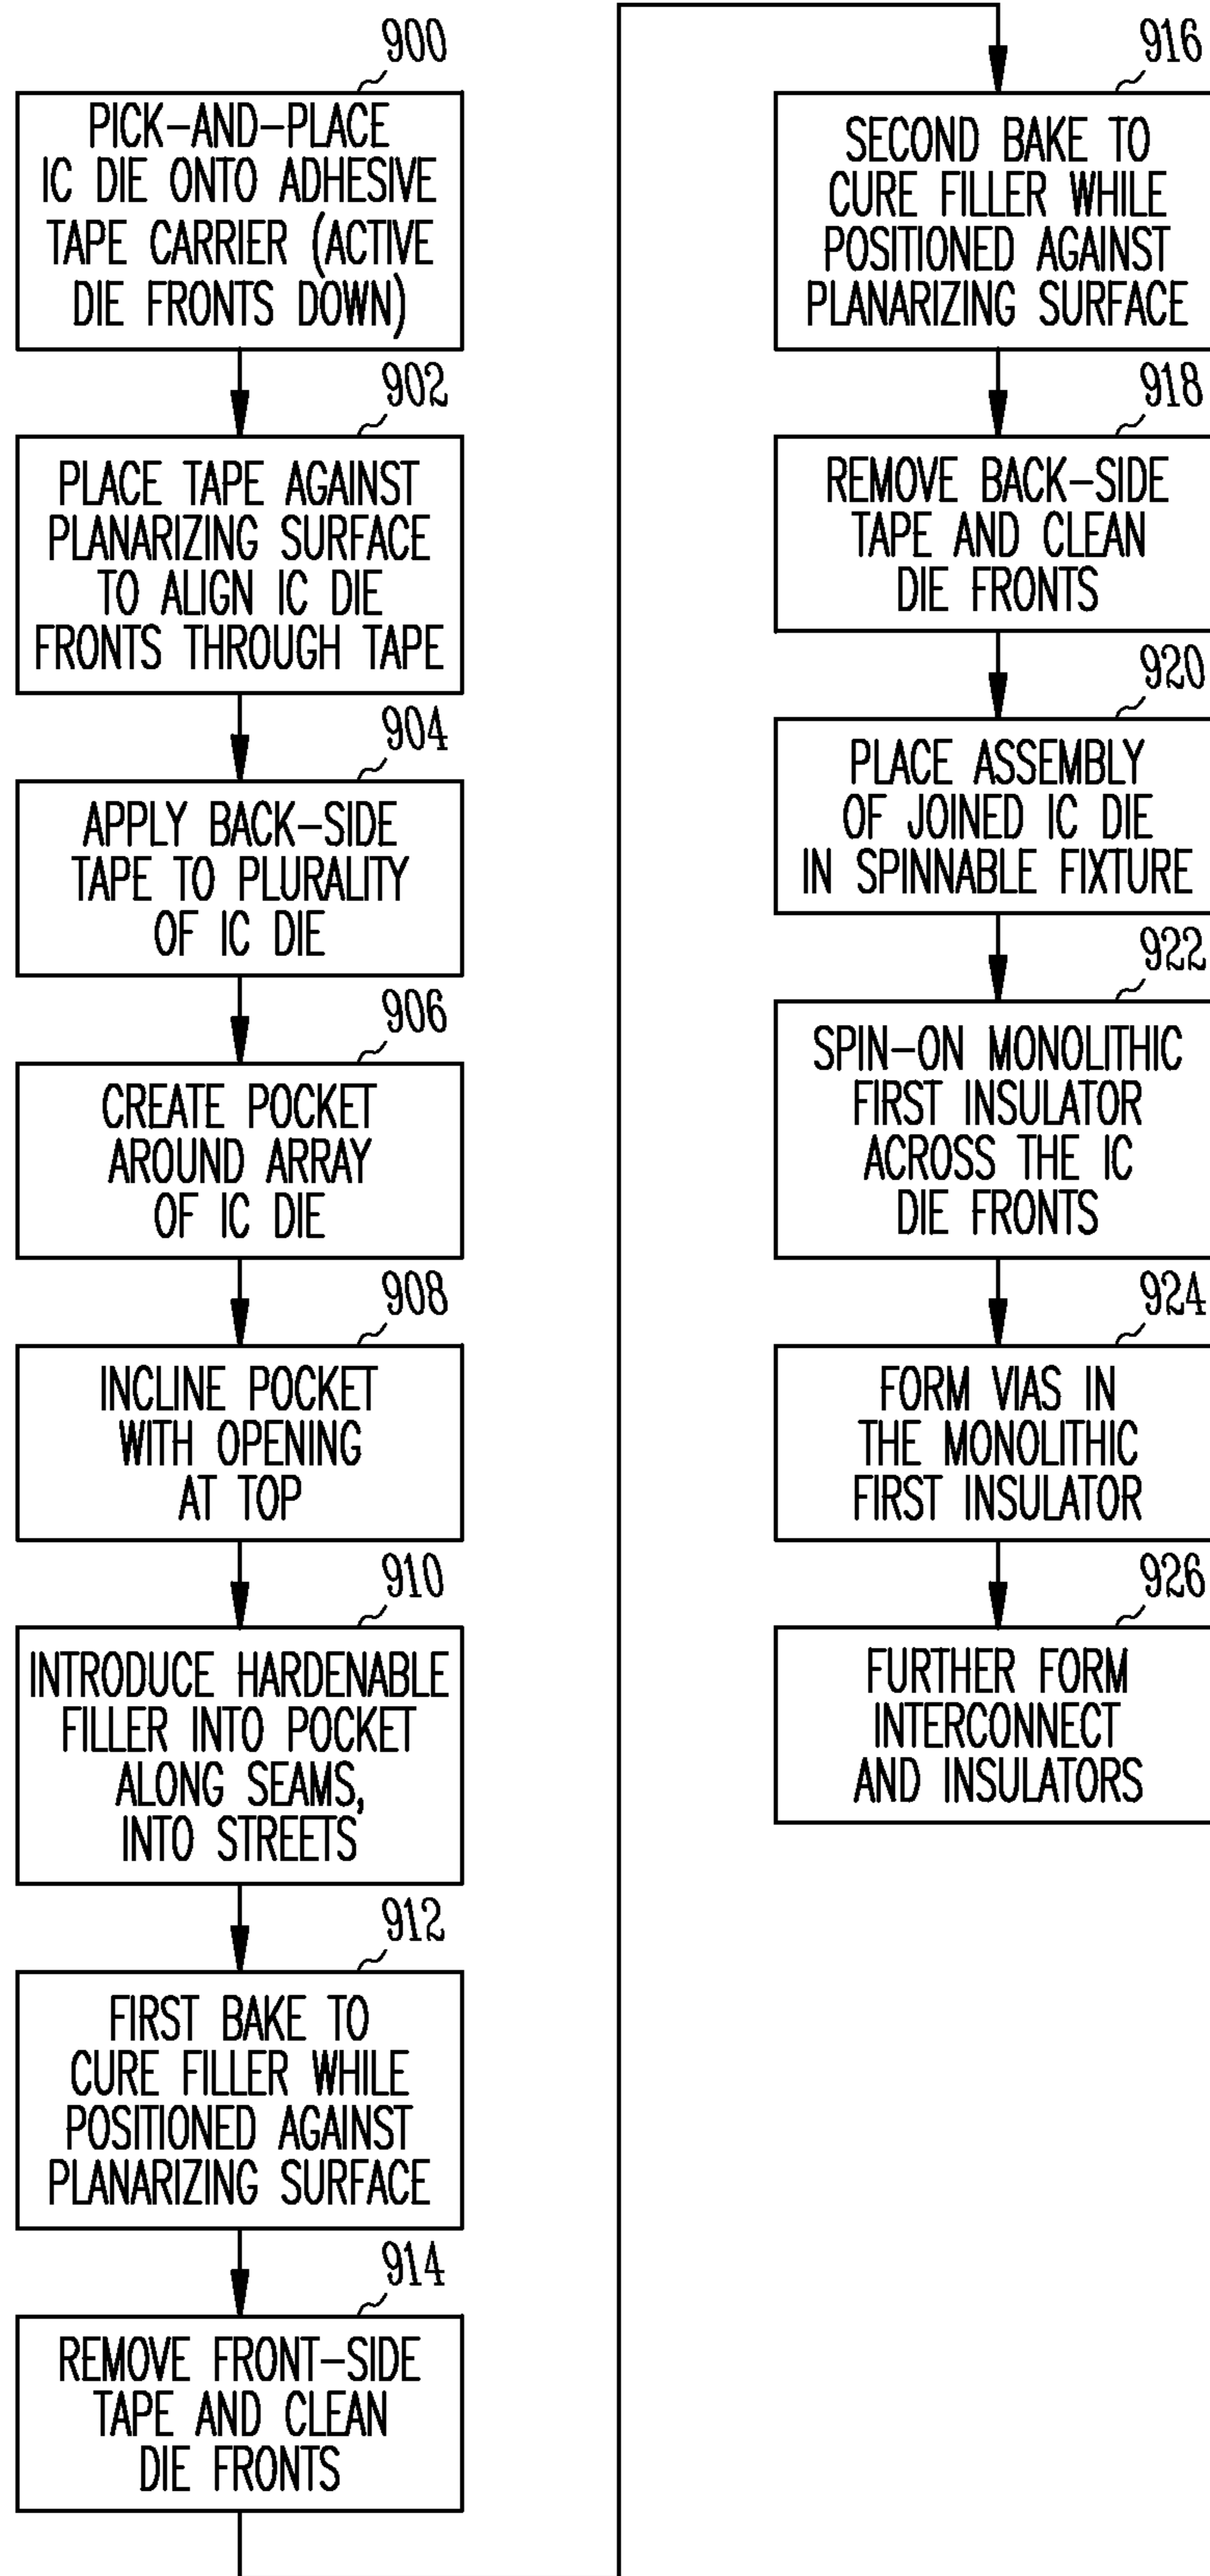 900
PICK-AND-PLACE
IC DIE ONTO ADHESIVE
TAPE CARRIER (ACTIVE
DIE FRONTS DOWN)
902
PLACE TAPE AGAINST
PLANARIZING SURFACE
TO ALIGN IC DIE
FRONTS THROUGH TAPE
904
APPLY BACK-SIDE
TAPE TO PLURALITY
OF IC DIE
906
CREATE POCKET
AROUND ARRAY
OF IC DIE
908
INCLINE POCKET
WITH OPENING
AT TOP
910
INTRODUCE HARDENABLE
FILLER INTO POCKET
ALONG SEAMS,
INTO STREETS
912
FIRST BAKE TO
CURE FILLER WHILE
POSITIONED AGAINST
PLANARIZING SURFACE
914
REMOVE FRONT-SIDE
TAPE AND CLEAN
DIE FRONTS
916
SECOND BAKE TO
CURE FILLER WHILE
POSITIONED AGAINST
PLANARIZING SURFACE
918
REMOVE BACK-SIDE
TAPE AND CLEAN
DIE FRONTS
920
PLACE ASSEMBLY
OF JOINED IC DIE
IN SPINNABLE FIXTURE
922
SPIN-ON MONOLITHIC
FIRST INSULATOR
ACROSS THE IC
DIE FRONTS
924
FORM VIAS IN
THE MONOLITHIC
FIRST INSULATOR
926
FURTHER FORM
INTERCONNECT
AND INSULATORS